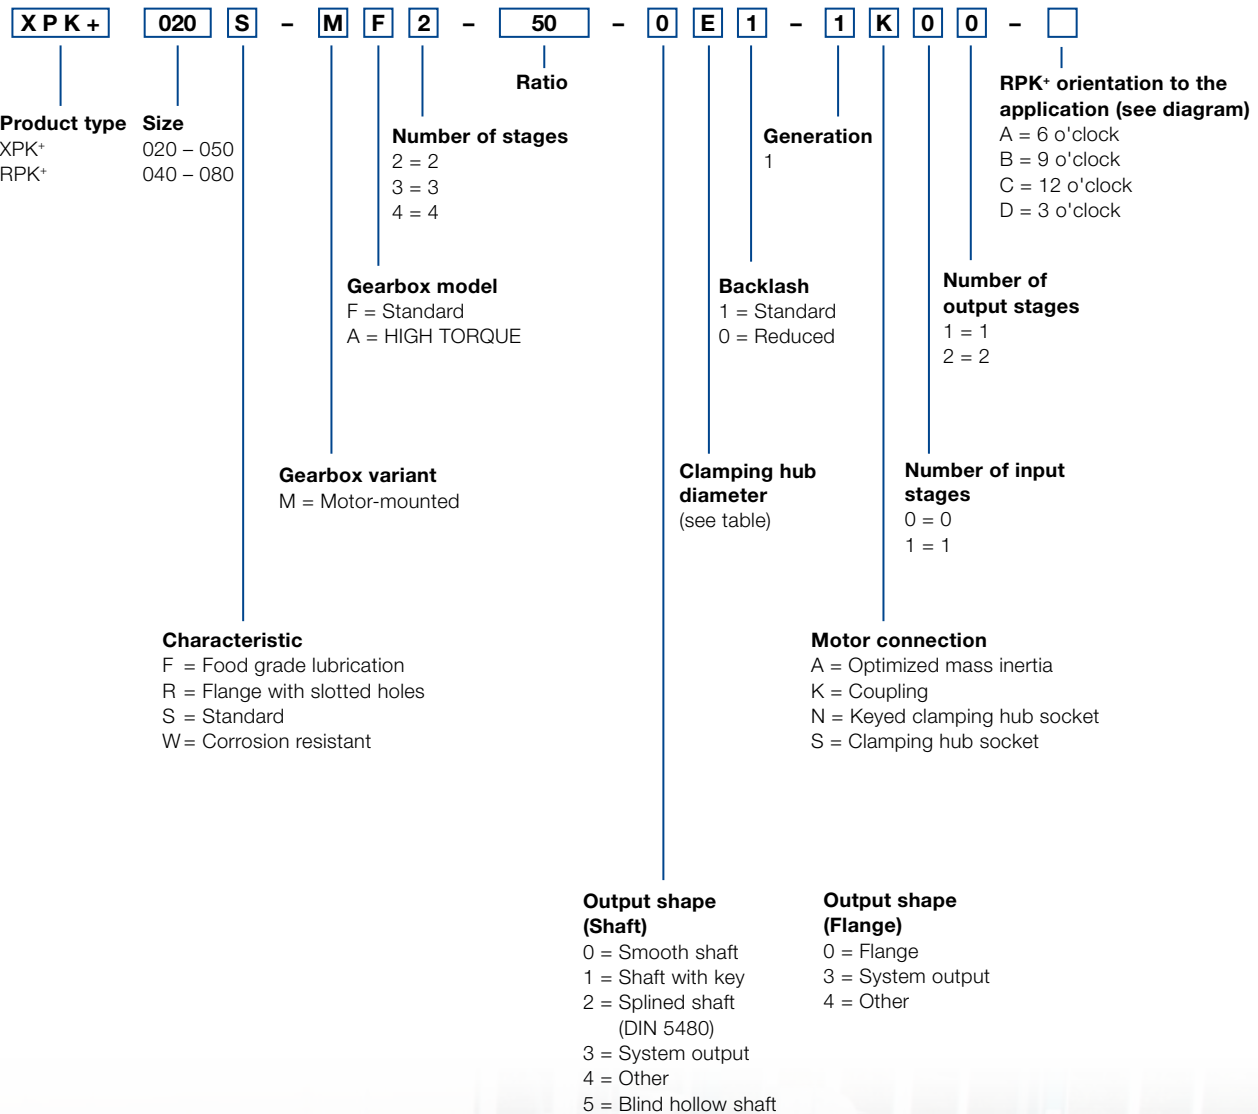 XPK+ 020 S – M F 2 – 50 – 0 E 1 – 1 K 0 0 –
Ratio
Product type
XPK+
RPK+
Size
020 – 050
040 – 080
Number of stages
2 = 2
3 = 3
4 = 4
Generation
1
RPK+ orientation to the
application (see diagram)
A = 6 o'clock
B = 9 o'clock
C = 12 o'clock
D = 3 o'clock
Gearbox model
F = Standard
A = HIGH TORQUE
Backlash
1 = Standard
0 = Reduced
Number of
output stages
1 = 1
2 = 2
Gearbox variant
M = Motor-mounted
Clamping hub
diameter
(see table)
Number of input
stages
0 = 0
1 = 1
Characteristic
F = Food grade lubrication
R = Flange with slotted holes
S = Standard
W = Corrosion resistant
Motor connection
A = Optimized mass inertia
K = Coupling
N = Keyed clamping hub socket
S = Clamping hub socket
Output shape
(Shaft)
0 = Smooth shaft
1 = Shaft with key
2 = Splined shaft
(DIN 5480)
3 = System output
4 = Other
5 = Blind hollow shaft
Output shape
(Flange)
0 = Flange
3 = System output
4 = Other